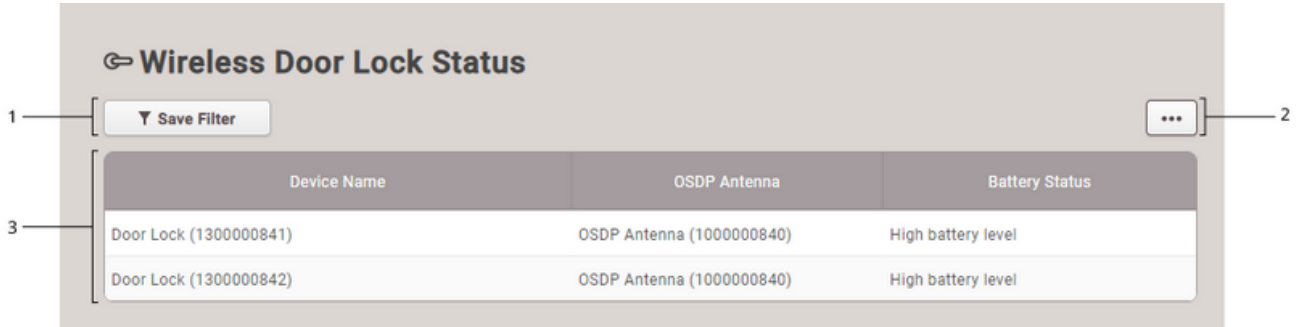 Wireless Door Lock Status
1
Save Filter
...
2
3
Device Name OSDP Antenna Battery Status
Door Lock (1300000841) OSDP Antenna (1000000840) High battery level
Door Lock (1300000842) OSDP Antenna (1000000840) High battery level